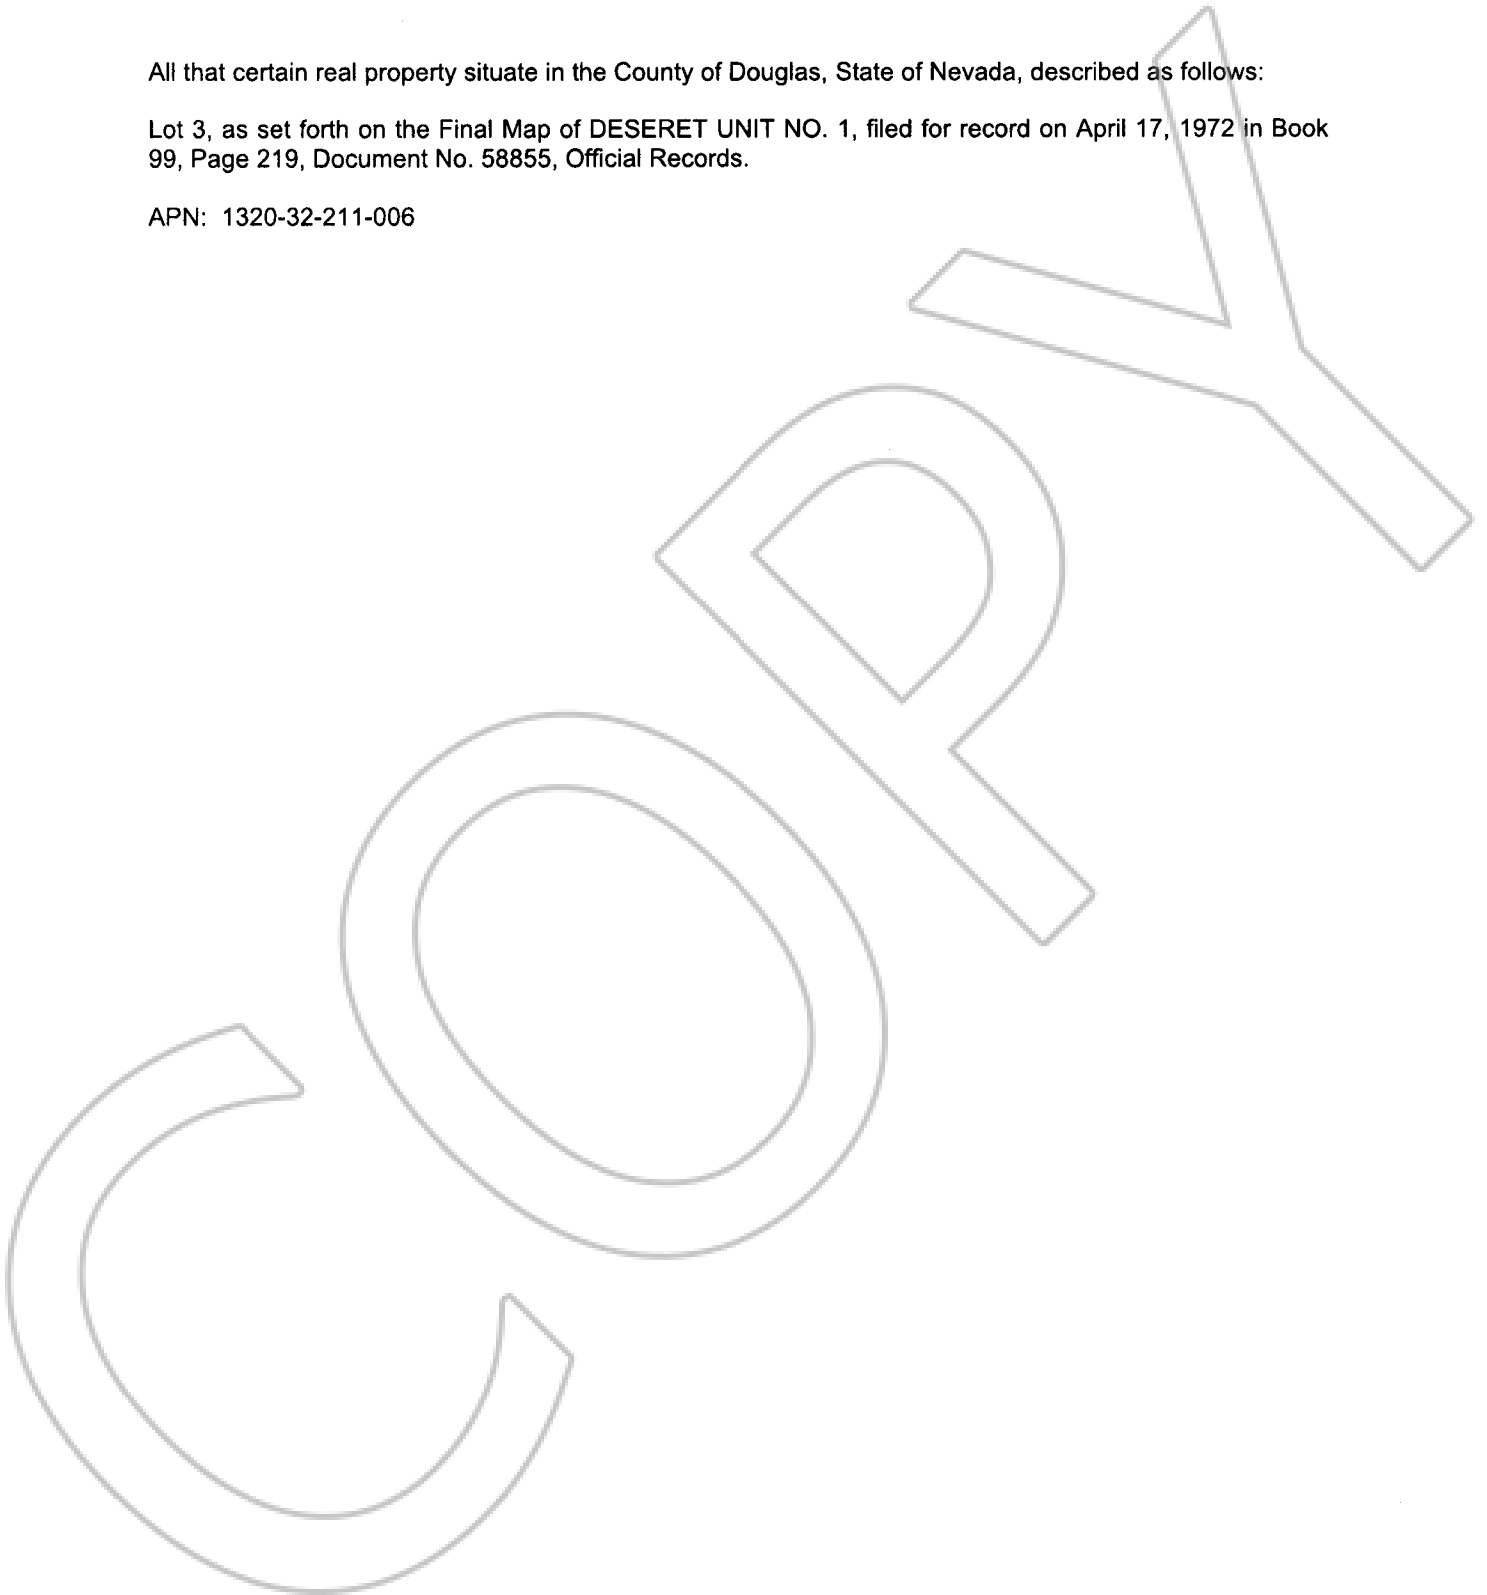 All that certain real property situate in the County of Douglas, State of Nevada, described as follows:
Lot 3, as set forth on the Final Map of DESERET UNIT NO. 1, filed for record on April 17, 1972 in Book
99, Page 219, Document No. 58855, Official Records.
APN: 1320-32-211-006
COPY